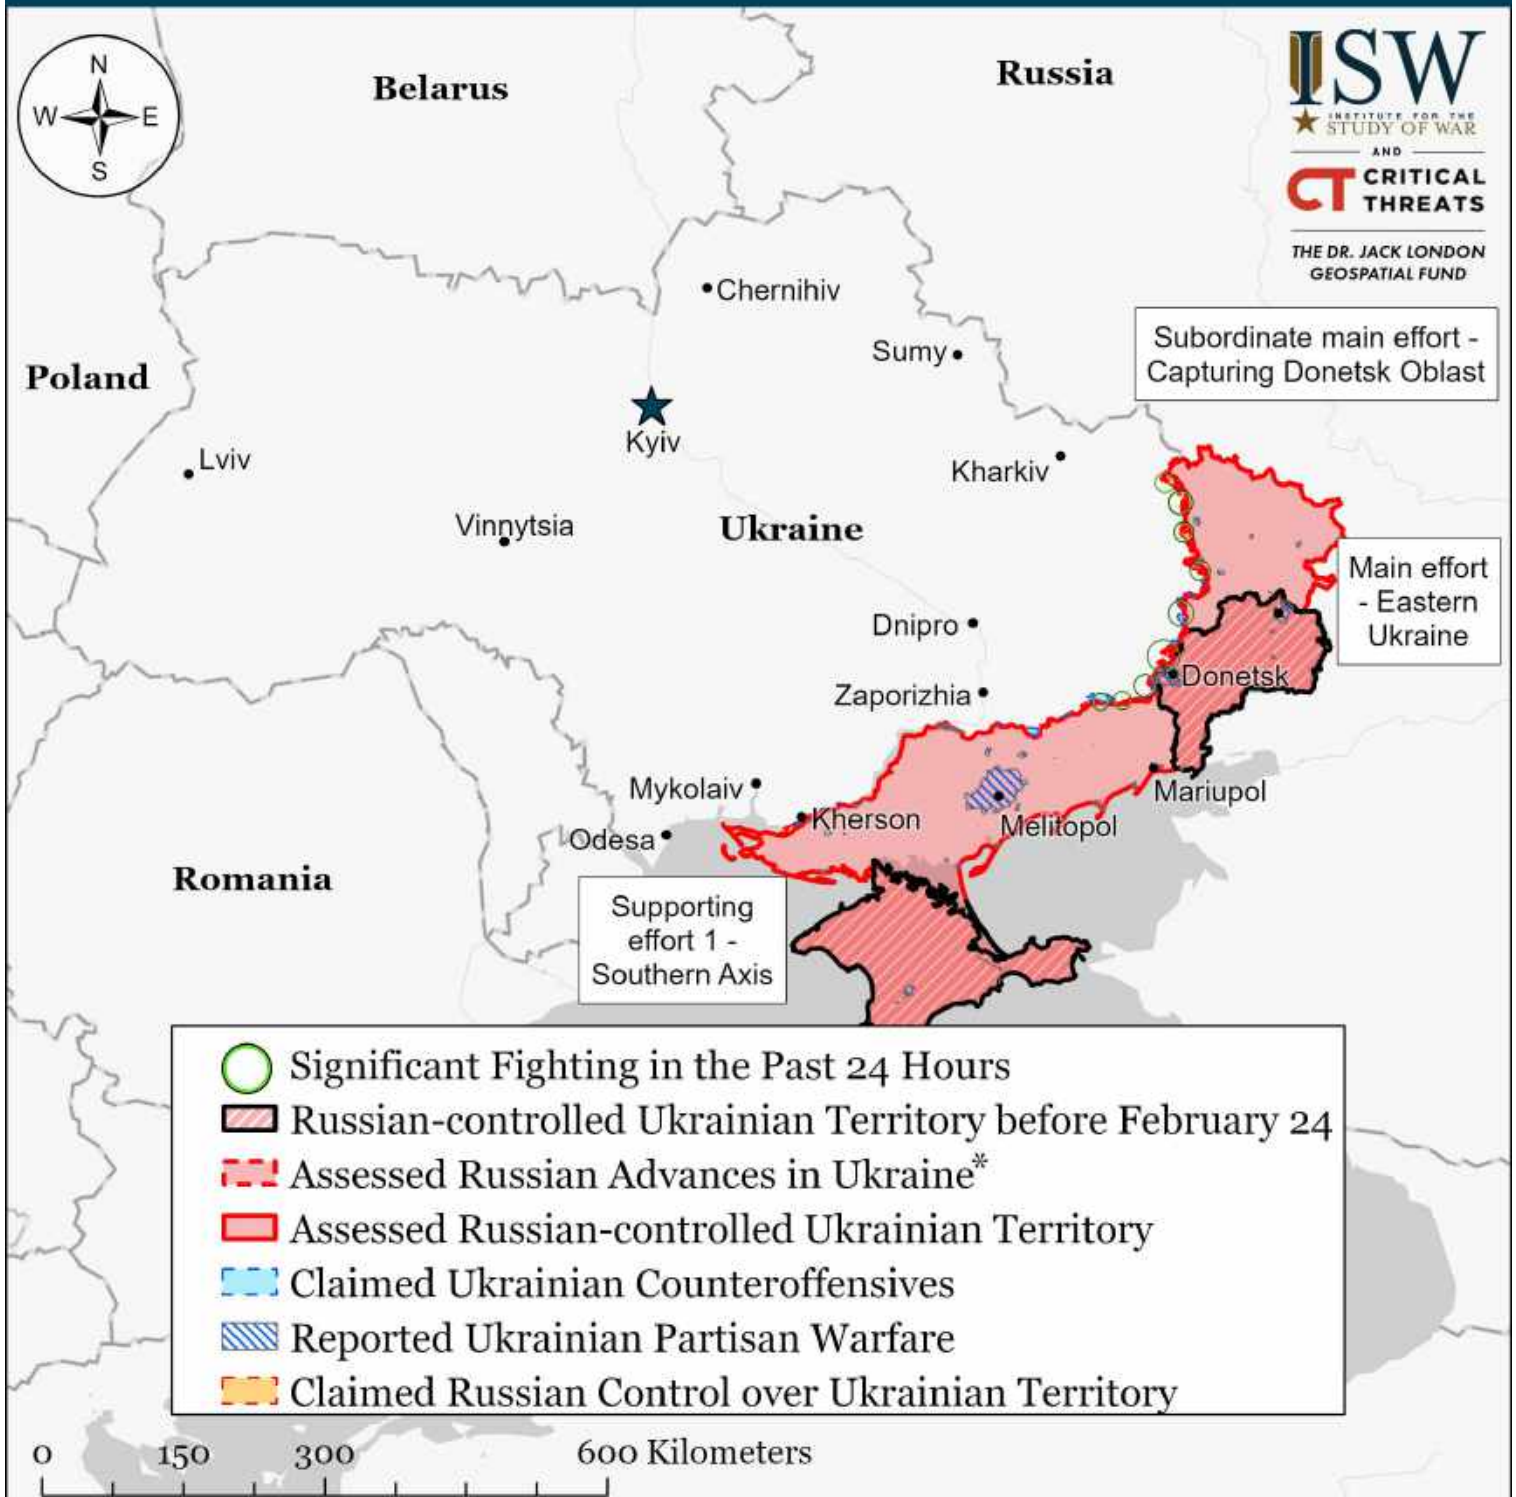 N
W
E
S
Belarus
Russia
ISW
INSTITUTE FOR THE
STUDY OF WAR
AND
CT CRITICAL
THREATS
THE DR. JACK LONDON
GEOSPATIAL FUND
Chernihiv
Subordinate main effort -
Capturing Donetsk Oblast
Sumy
Poland
Kyiv
Lviv
Kharkiv
Vinnytsia
Ukraine
Main effort
- Eastern
Ukraine
Dnipro
Donetsk
Zaporizhia
Mykolaiv
Mariupol
Kherson
Melitopol
Odesa
Romania
Supporting
effort 1 -
Southern Axis
Significant Fighting in the Past 24 Hours
Russian-controlled Ukrainian Territory before February 24
Assessed Russian Advances in Ukraine*
Assessed Russian-controlled Ukrainian Territory
Claimed Ukrainian Counteroffensives
Reported Ukrainian Partisan Warfare
Claimed Russian Control over Ukrainian Territory
0 150 300 600 Kilometers